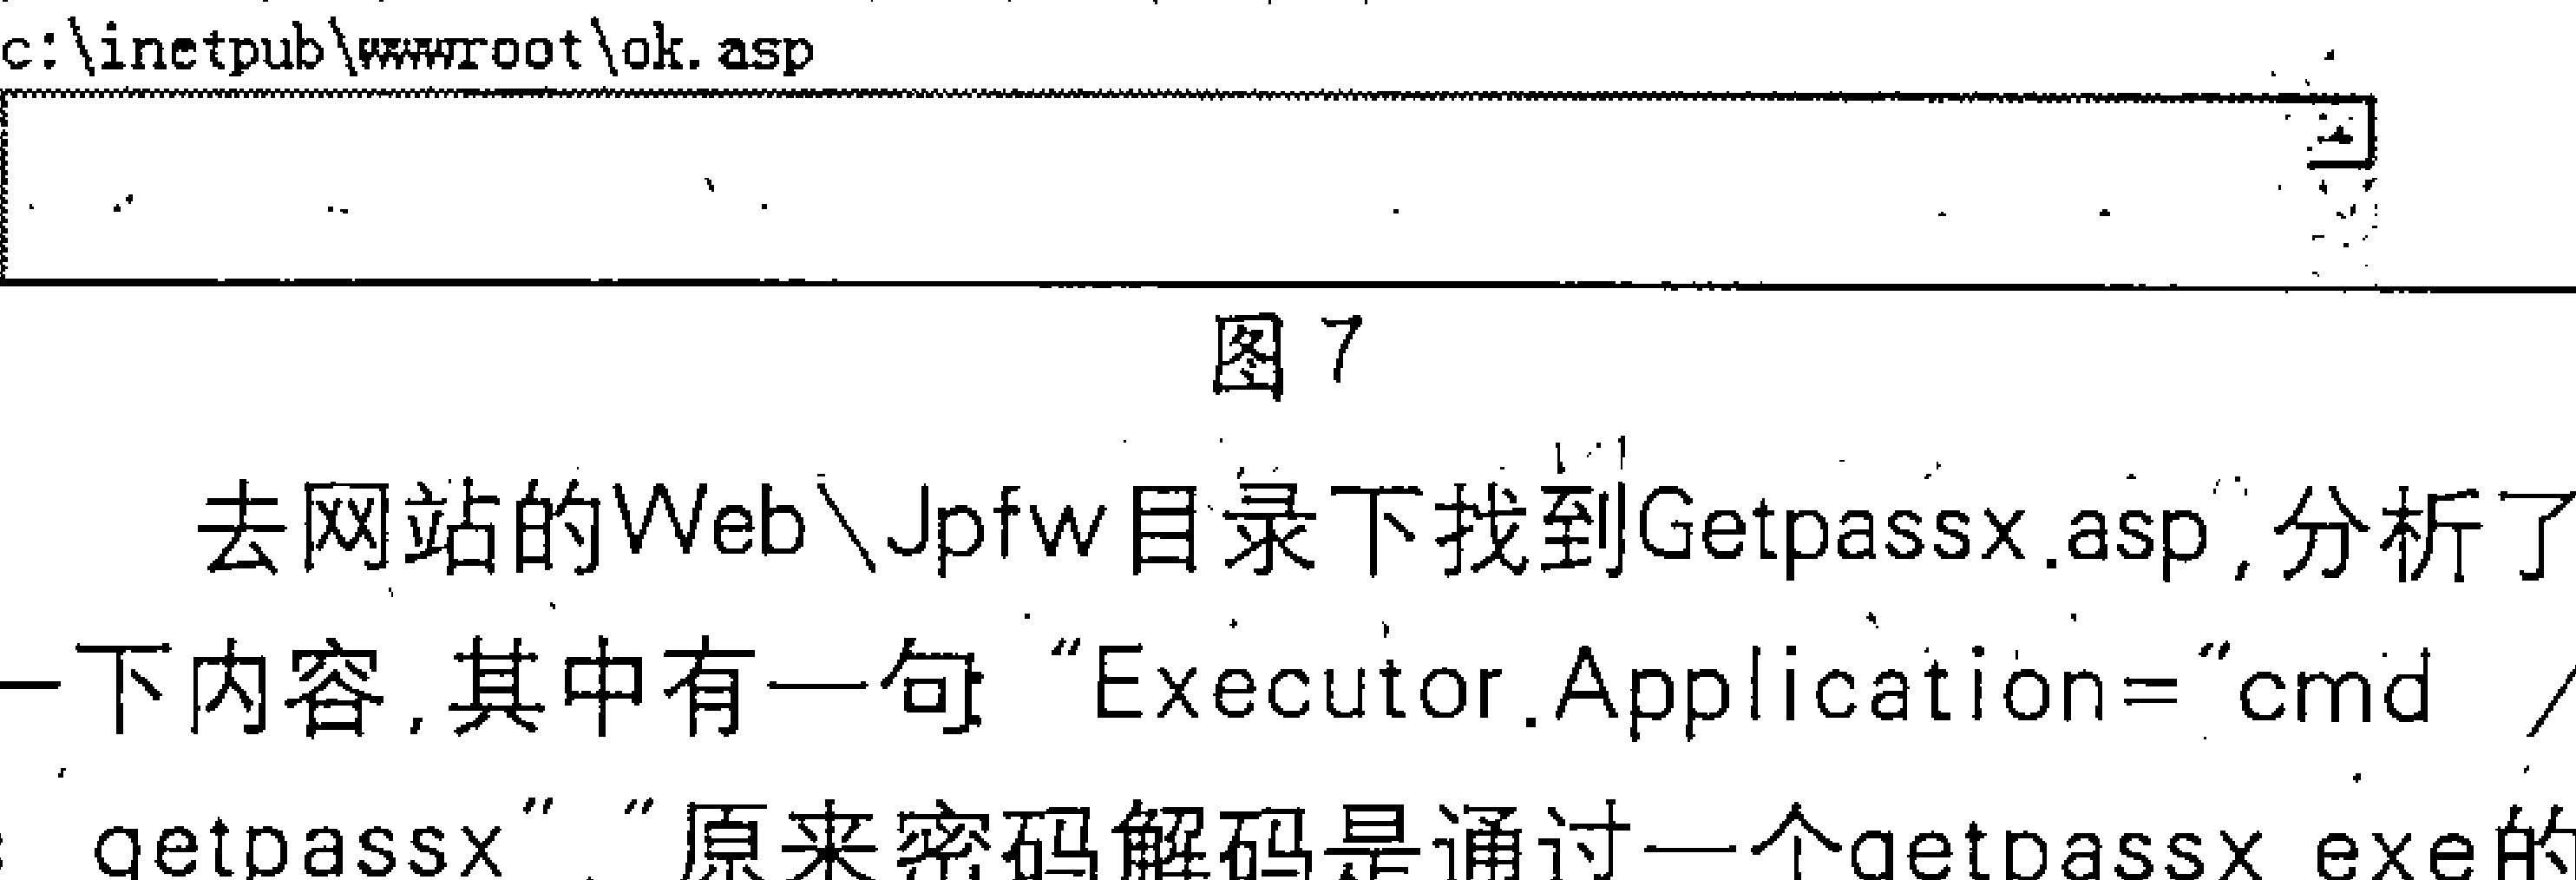 c:\inetpub\wwwroot\ok.asp
图 7
去网站的Web\Jpfw目录下找到Getpassx.asp,分析了
一下内容,其中有一句 “Executor.Application=“cmd /
getpassx”、“原来密码解码是通过一个getpassx.exe的